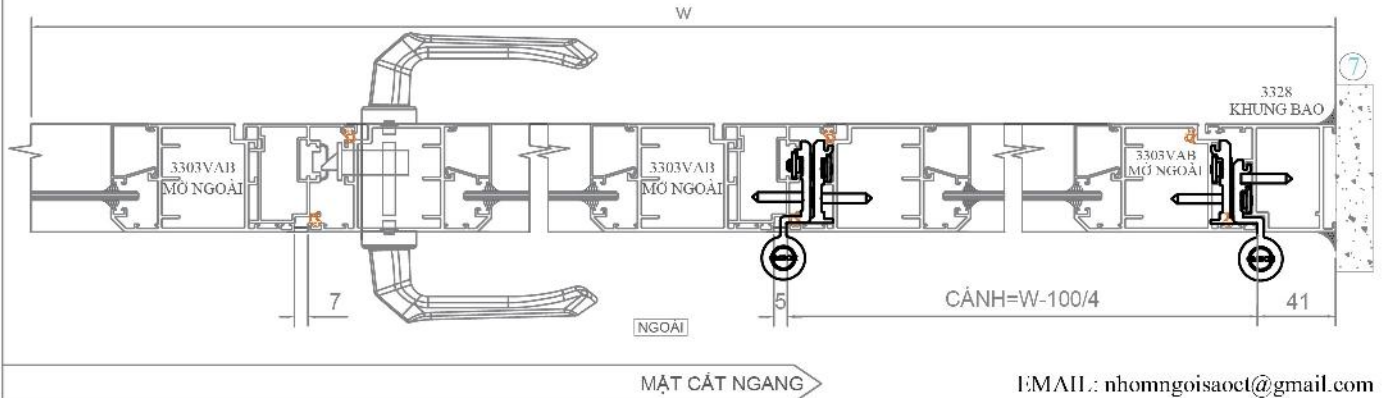 W
7
3328
KHUNG BAO
3303VAB
MỞ NGOÀI
3303VAB
MỞ NGOÀI
3303VAB
MỞ NGOÀI
7
5
CÁNH=W-100/4
41
NGOÀI
MẶT CẮT NGANG
EMAIL: nhomngoisaoct@gmail.com